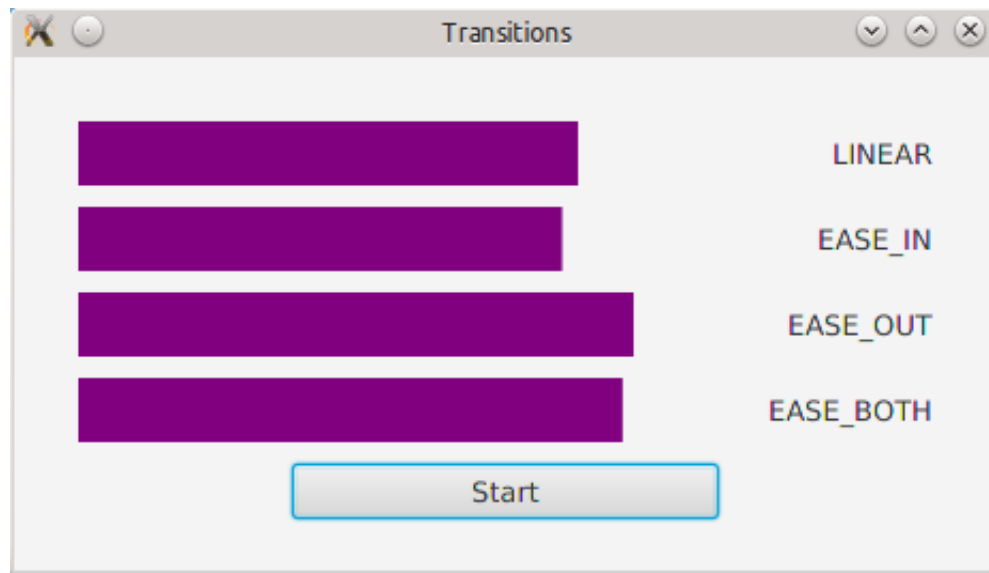 Transitions
LINEAR
EASE_IN
EASE_OUT
EASE_BOTH
Start